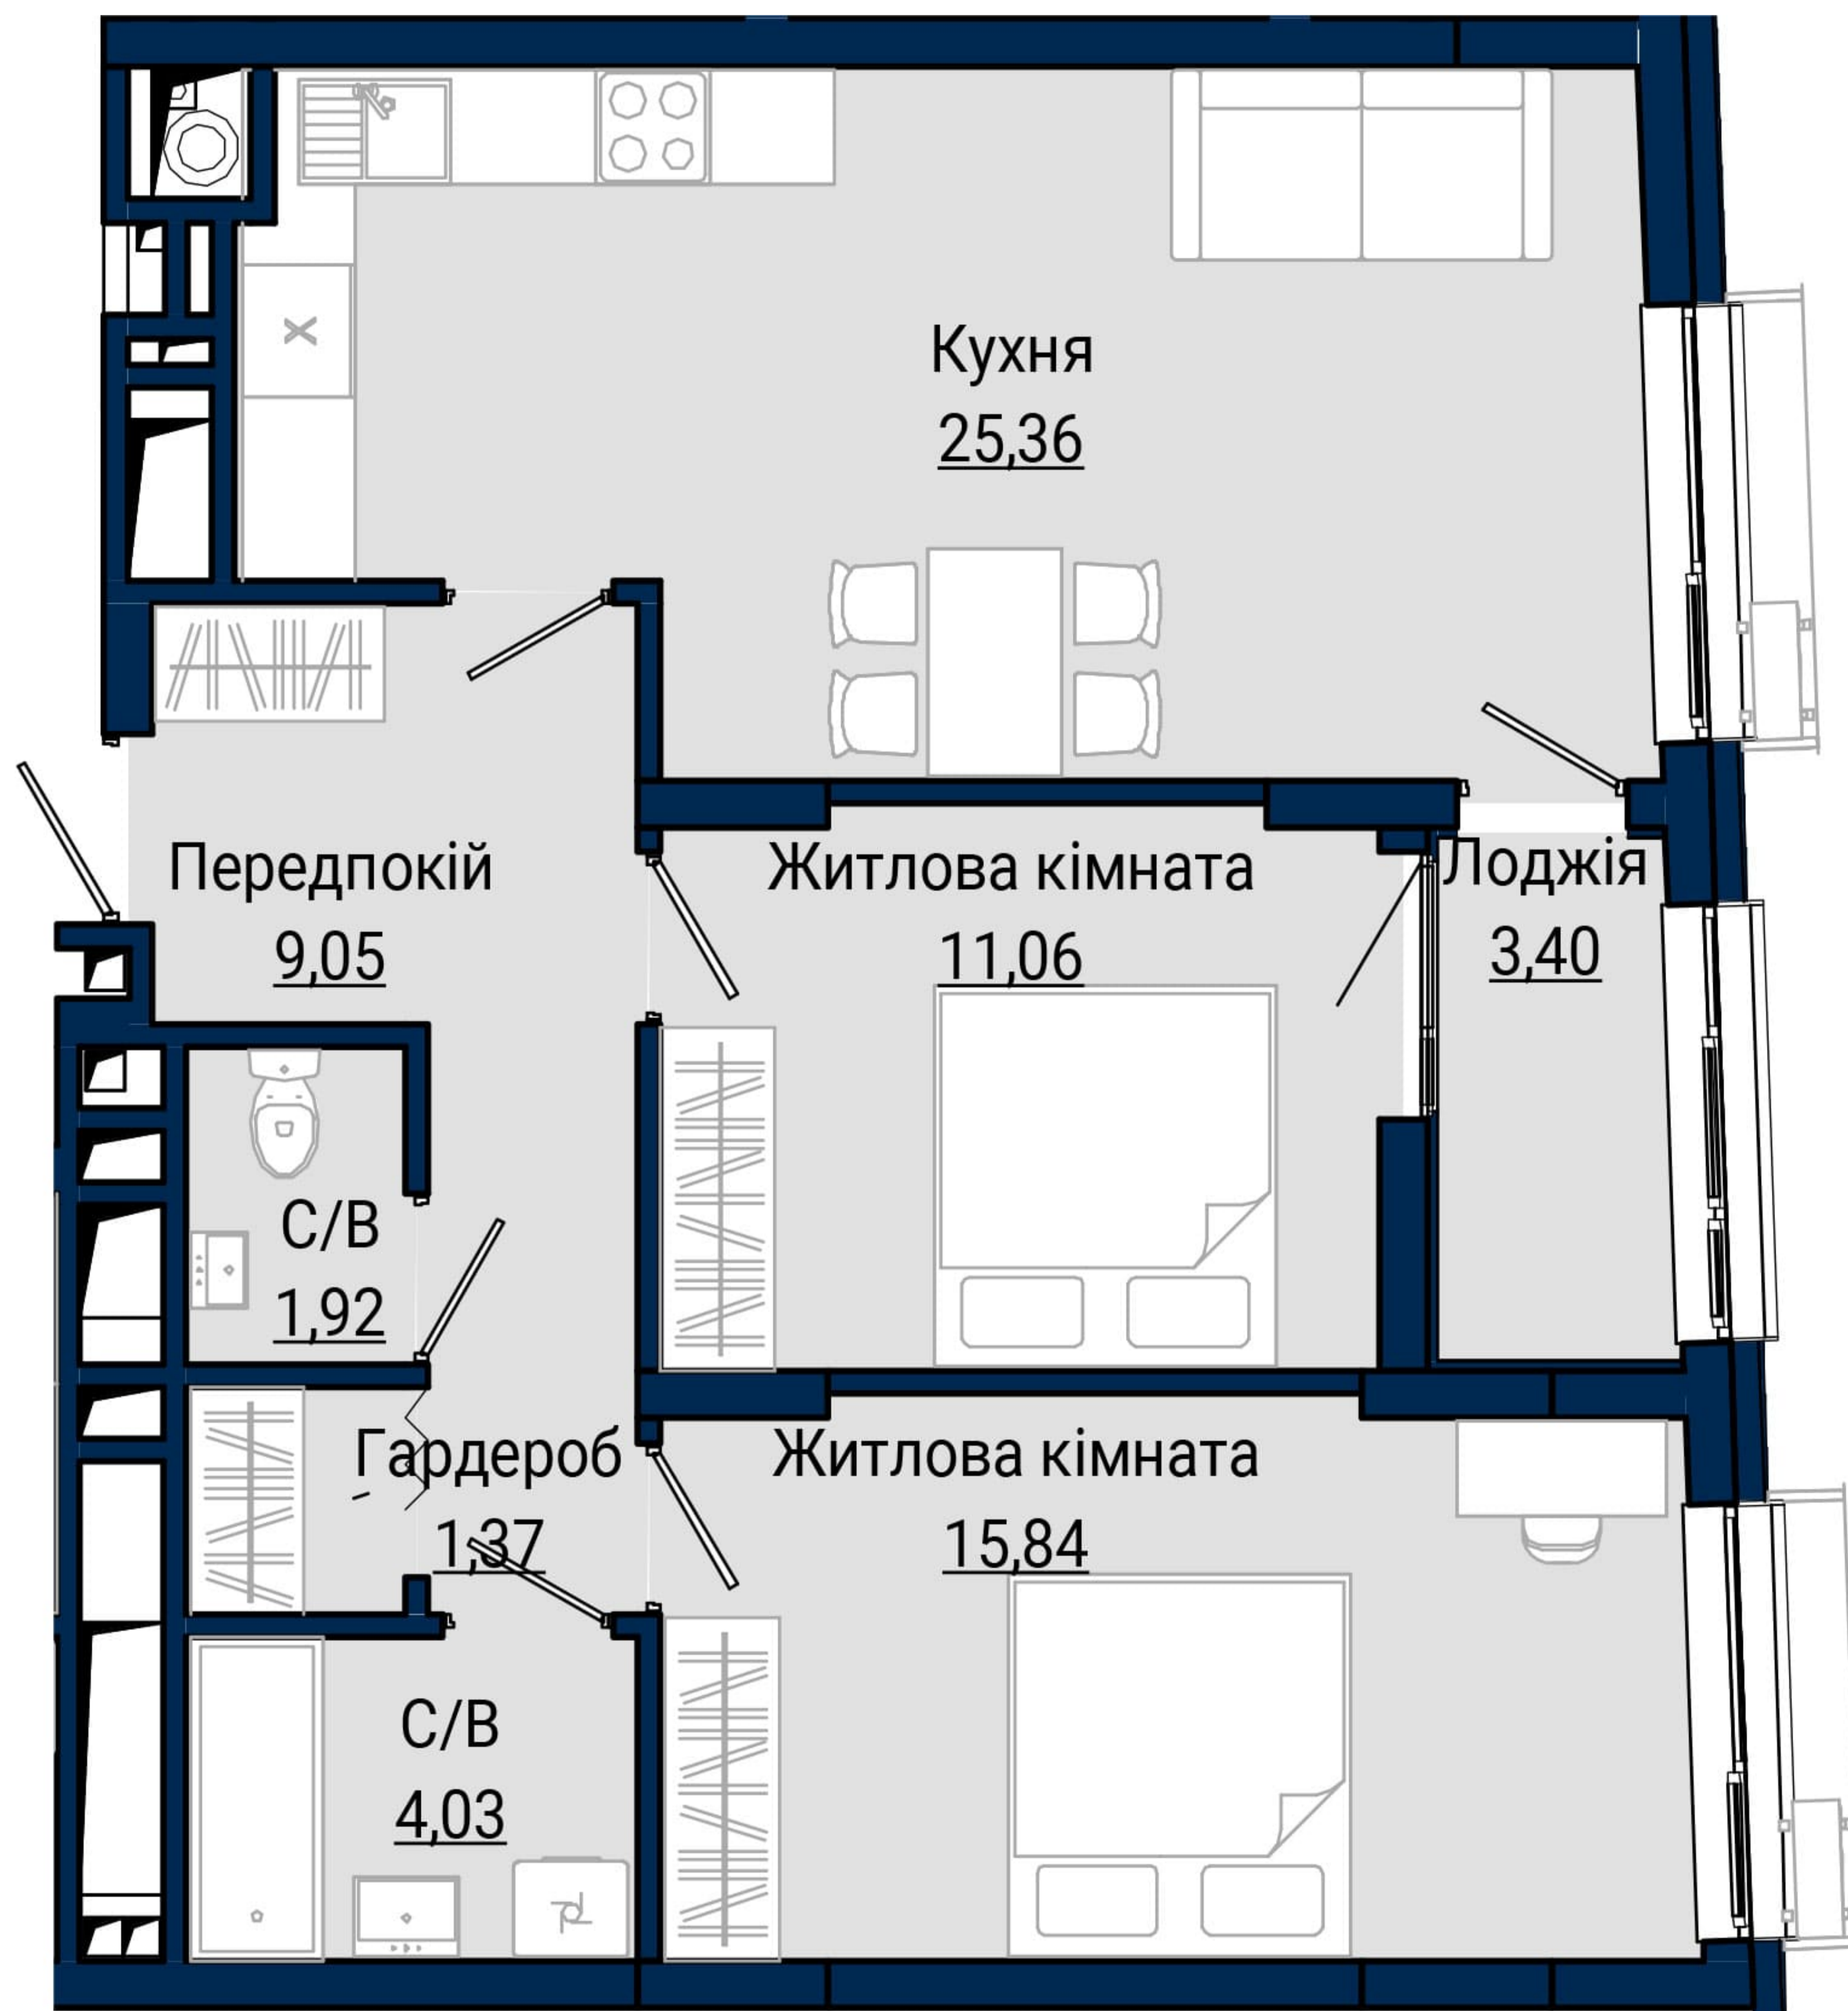 Кухня
25,36
Передпокій
9,05
Житлова кімната
11,06
Лоджія
3,40
С/В
1,92
Гардероб
1,37
Житлова кімната
15,84
С/В
4,03